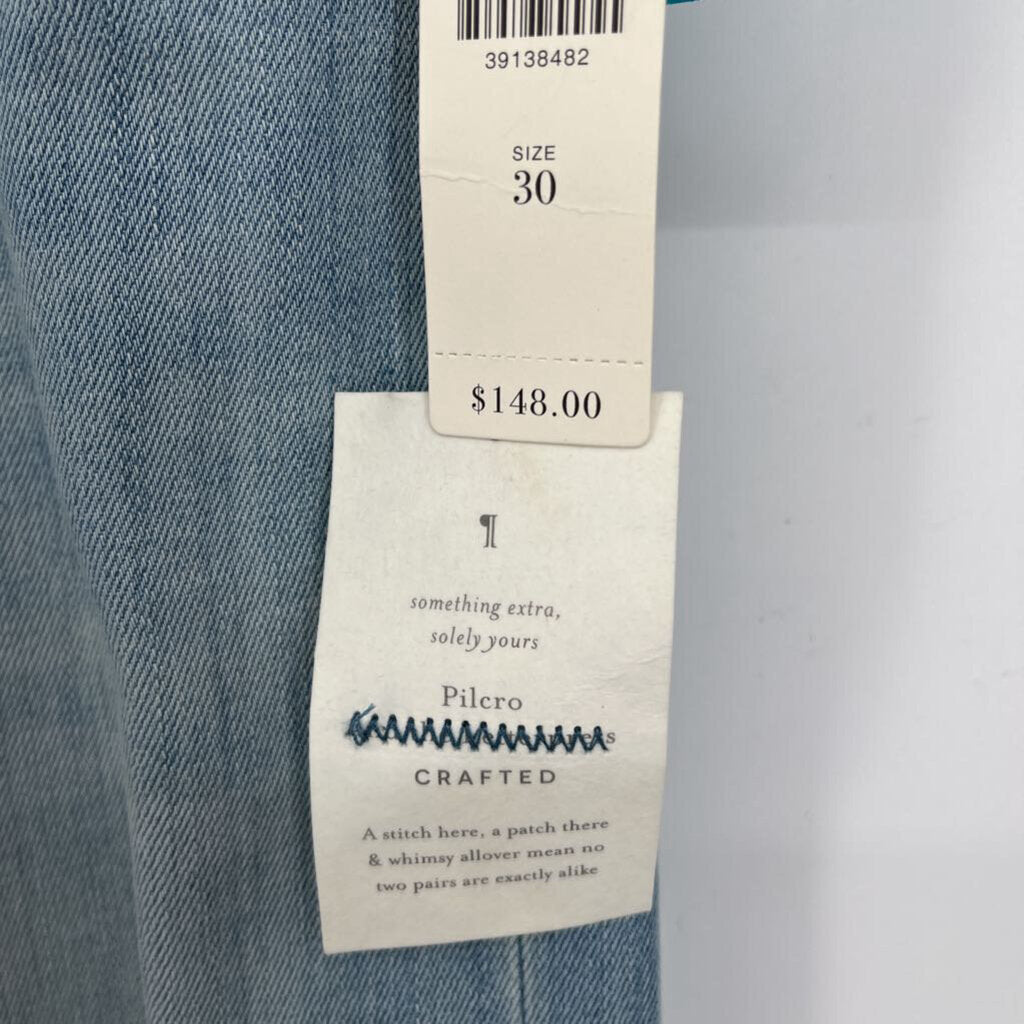 39138482
SIZE
30
$148.00
¶
something extra,
solely yours
Pilcro
CRAFTED
A stitch here, a patch there
& whimsy allover mean no
two pairs are exactly alike